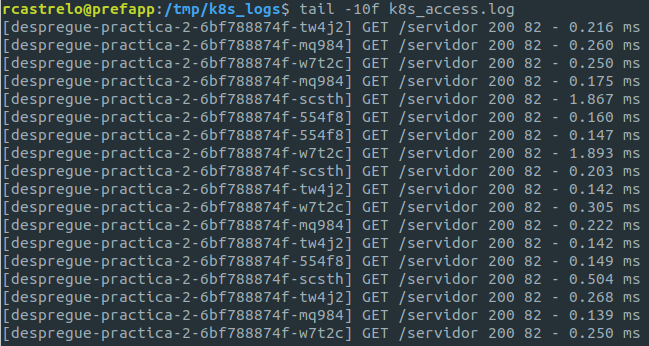 rcastrelo@prefapp:/tmp/k8s_logs$ tail -10f k8s_access.log
[despregue-practica-2-6bf788874f-tw4j2] GET /servidor 200 82 - 0.216 ms
[despregue-practica-2-6bf788874f-mq984] GET /servidor 200 82 - 0.260 ms
[despregue-practica-2-6bf788874f-w7t2c] GET /servidor 200 82 - 0.250 ms
[despregue-practica-2-6bf788874f-mq984] GET /servidor 200 82 - 0.175 ms
[despregue-practica-2-6bf788874f-scsth] GET /servidor 200 82 - 1.867 ms
[despregue-practica-2-6bf788874f-554f8] GET /servidor 200 82 - 0.160 ms
[despregue-practica-2-6bf788874f-554f8] GET /servidor 200 82 - 0.147 ms
[despregue-practica-2-6bf788874f-w7t2c] GET /servidor 200 82 - 1.893 ms
[despregue-practica-2-6bf788874f-scsth] GET /servidor 200 82 - 0.203 ms
[despregue-practica-2-6bf788874f-tw4j2] GET /servidor 200 82 - 0.142 ms
[despregue-practica-2-6bf788874f-w7t2c] GET /servidor 200 82 - 0.305 ms
[despregue-practica-2-6bf788874f-mq984] GET /servidor 200 82 - 0.222 ms
[despregue-practica-2-6bf788874f-tw4j2] GET /servidor 200 82 - 0.142 ms
[despregue-practica-2-6bf788874f-554f8] GET /servidor 200 82 - 0.149 ms
[despregue-practica-2-6bf788874f-scsth] GET /servidor 200 82 - 0.504 ms
[despregue-practica-2-6bf788874f-tw4j2] GET /servidor 200 82 - 0.268 ms
[despregue-practica-2-6bf788874f-mq984] GET /servidor 200 82 - 0.139 ms
[despregue-practica-2-6bf788874f-w7t2c] GET /servidor 200 82 - 0.250 ms